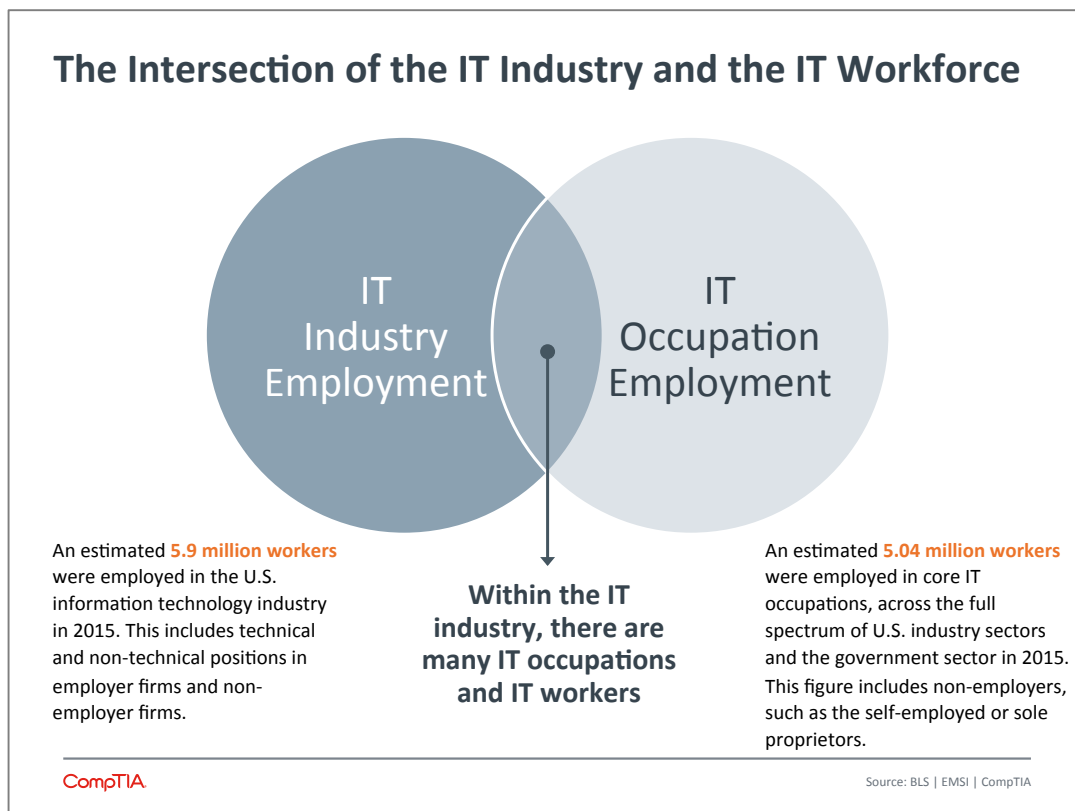 The Intersection of the IT Industry and the IT Workforce
IT
Industry
Employment
IT
Occupation
Employment
An estimated 5.9 million workers
were employed in the U.S.
information technology industry
in 2015. This includes technical
and non-technical positions in
employer firms and non-
employer firms.
Within the IT
industry, there are
many IT occupations
and IT workers
An estimated 5.04 million workers
were employed in core IT
occupations, across the full
spectrum of U.S. industry sectors
and the government sector in 2015.
This figure includes non-employers,
such as the self-employed or sole
proprietors.
CompTIA
Source: BLS | EMSI | CompTIA